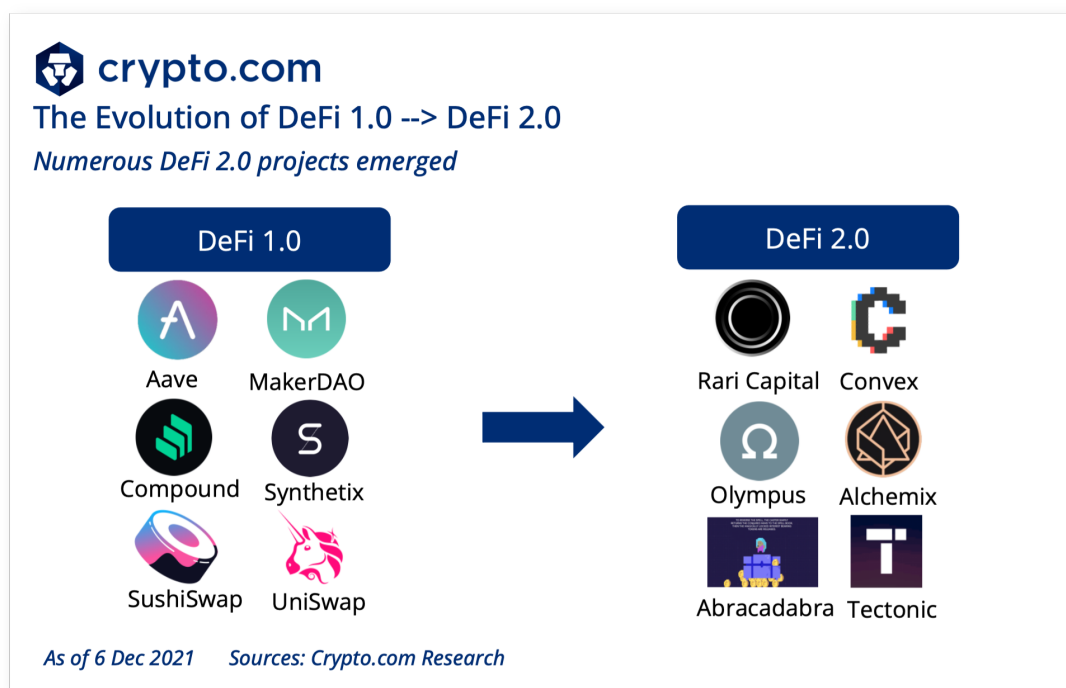 crypto.com
The Evolution of DeFi 1.0 --> DeFi 2.0
Numerous DeFi 2.0 projects emerged
DeFi 1.0
DeFi 2.0
Aave
MakerDAO
Rari Capital
Convex
Compound
Synthetix
Olympus
Alchemix
SushiSwap
UniSwap
Abracadabra
Tectonic
As of 6 Dec 2021
Sources: Crypto.com Research